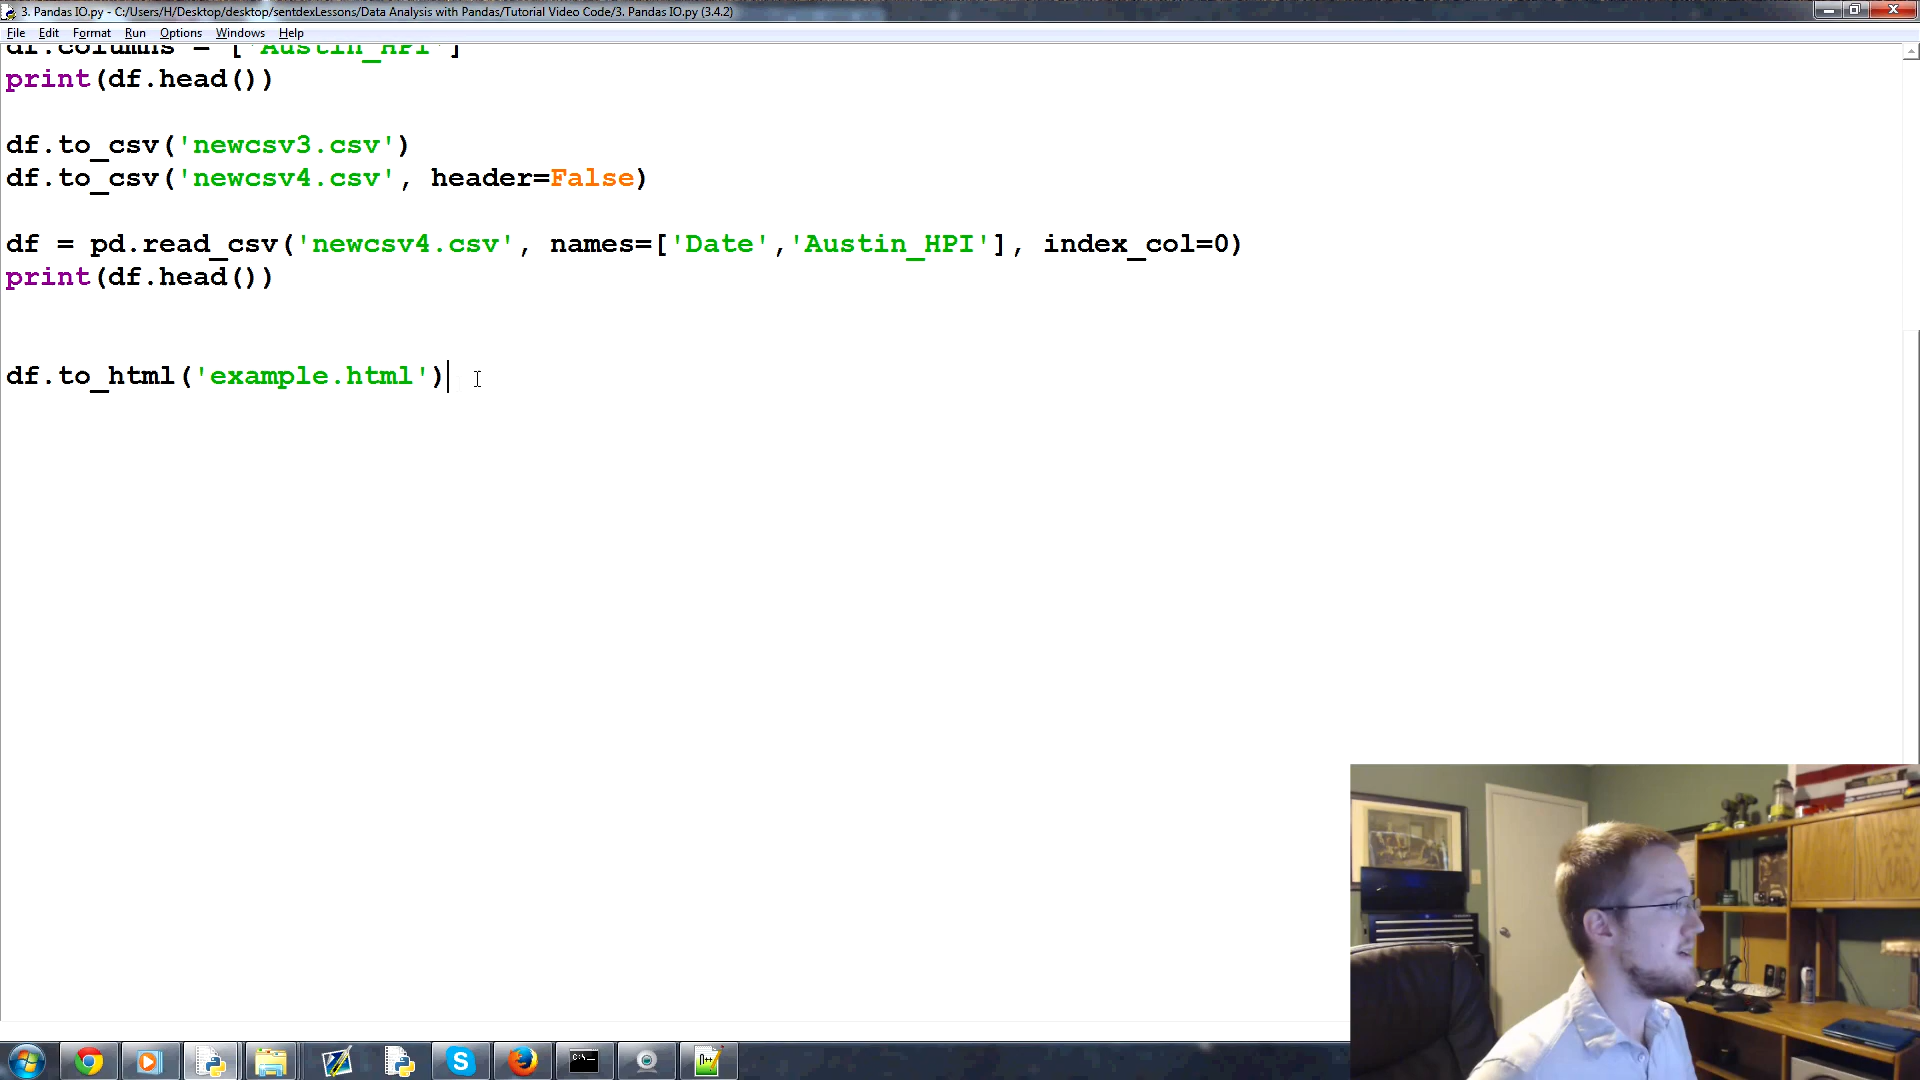 3. Pandas IO.py - C:/Users/H/Desktop/desktop/sentdexLessons/Data Analysis with Pandas/Tutorial Video Code/3. Pandas IO.py (3.4.2)
File Edit Format Run Options Windows Help
df.columns = ['Austin_HPI']
print(df.head())
df.to_csv('newcsv3.csv')
df.to_csv('newcsv4.csv', header=False)
df = pd.read_csv('newcsv4.csv', names=['Date','Austin_HPI'], index_col=0)
print(df.head())
df.to_html('example.html')